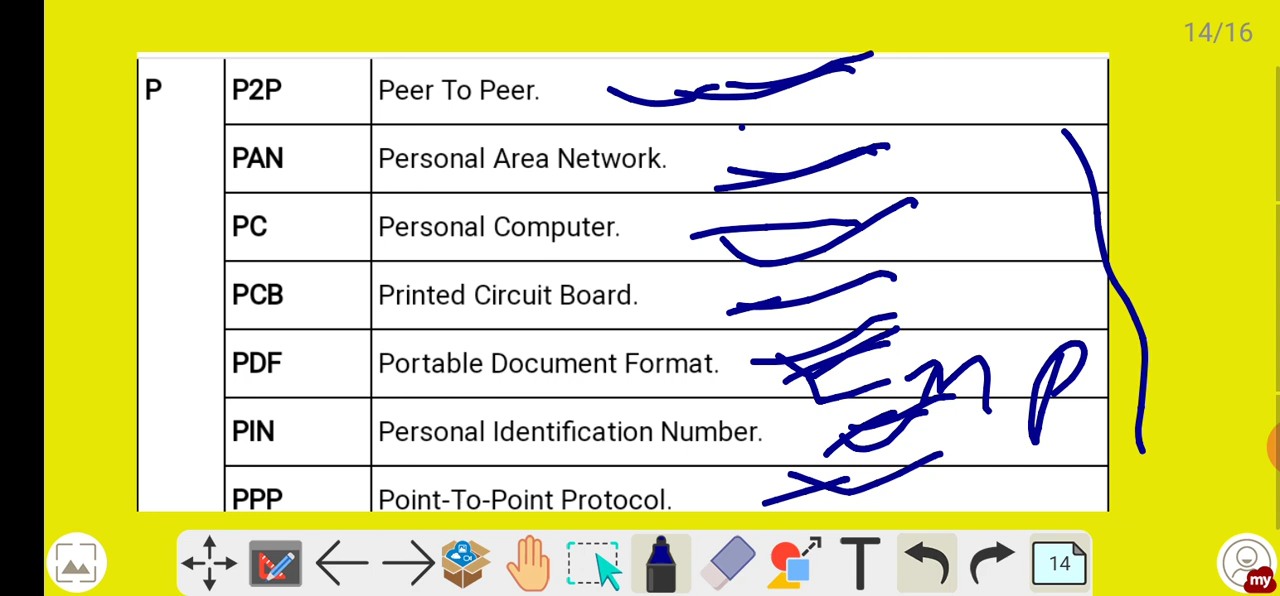 14/16
P P2P Peer To Peer.
PAN Personal Area Network.
PC Personal Computer.
PCB Printed Circuit Board.
PDF Portable Document Format.
PIN Personal Identification Number.
PPP Point-To-Point Protocol.
T 14
my